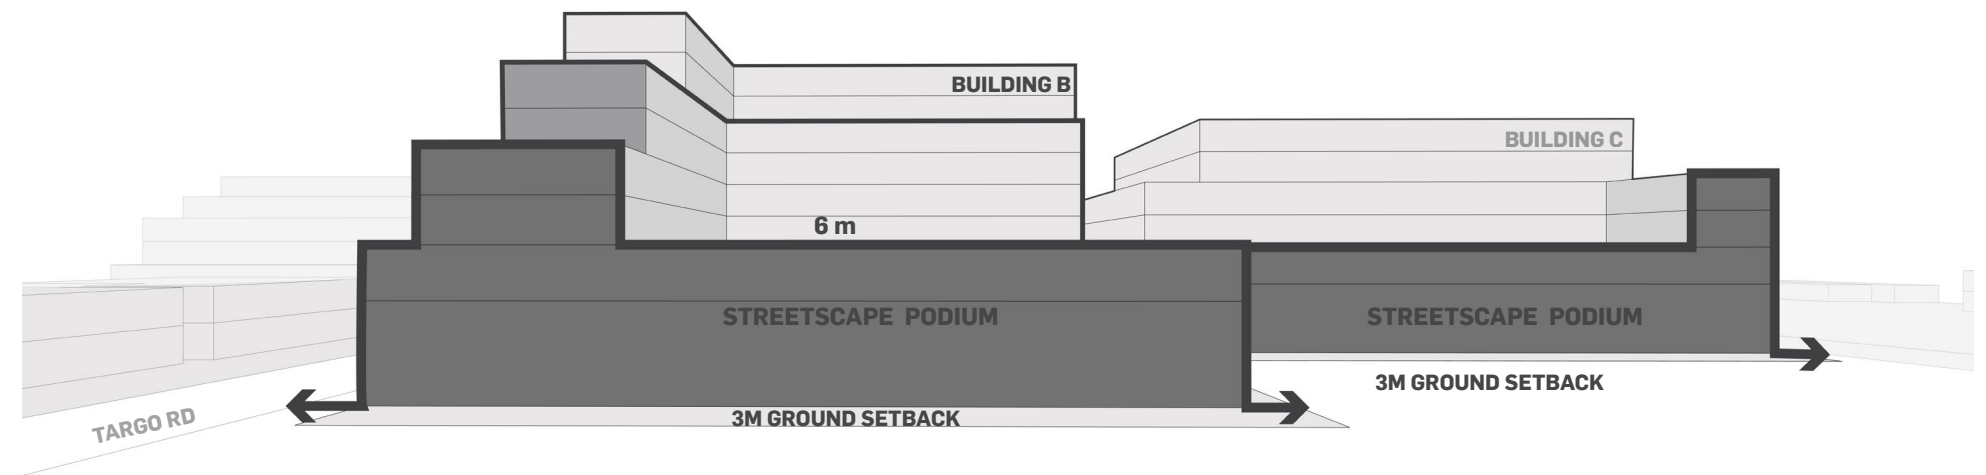 BUILDING B
BUILDING C
6 m
STREETSCAPE PODIUM
STREETSCAPE PODIUM
3M GROUND SETBACK
TARGO RD
3M GROUND SETBACK